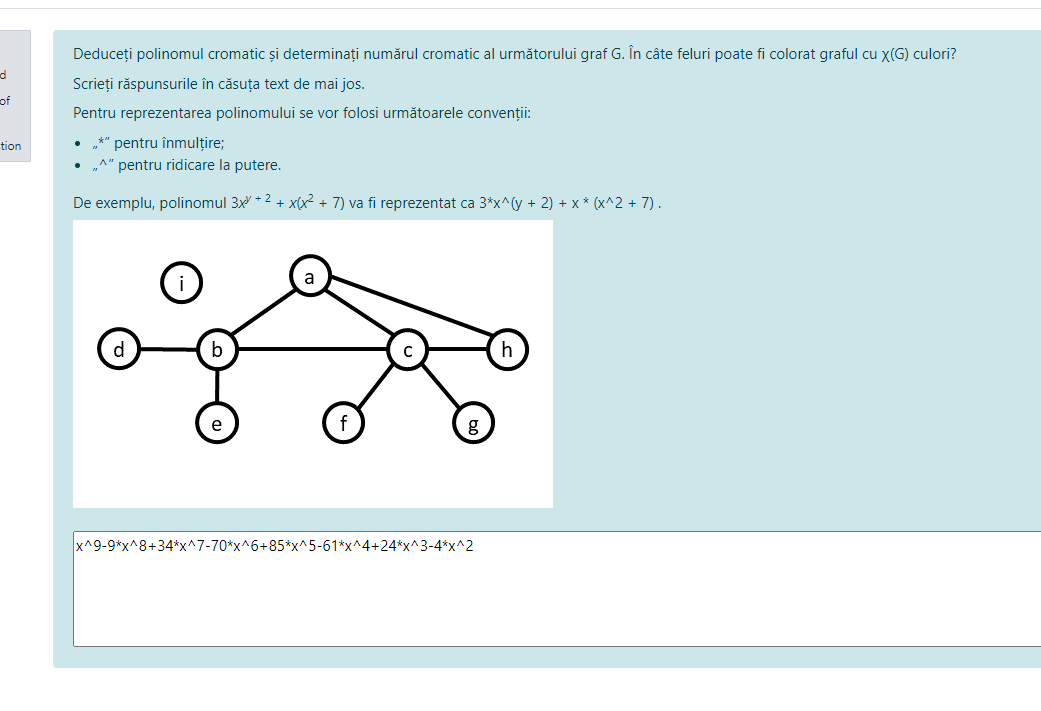 d
of
tion
Deduceți polinomul cromatic și determinați numărul cromatic al următorului graf G. În câte feluri poate fi colorat graful cu χ(G) culori?
Scrieți răspunsurile în căsuța text de mai jos.
Pentru reprezentarea polinomului se vor folosi următoarele convenții:
• „*” pentru înmulțire;
• „^” pentru ridicare la putere.
De exemplu, polinomul 3x^{y + 2} + x(x² + 7) va fi reprezentat ca 3*x^(y + 2) + x * (x^2 + 7) .
a
i
d b c h
e f g
x^9-9*x^8+34*x^7-70*x^6+85*x^5-61*x^4+24*x^3-4*x^2